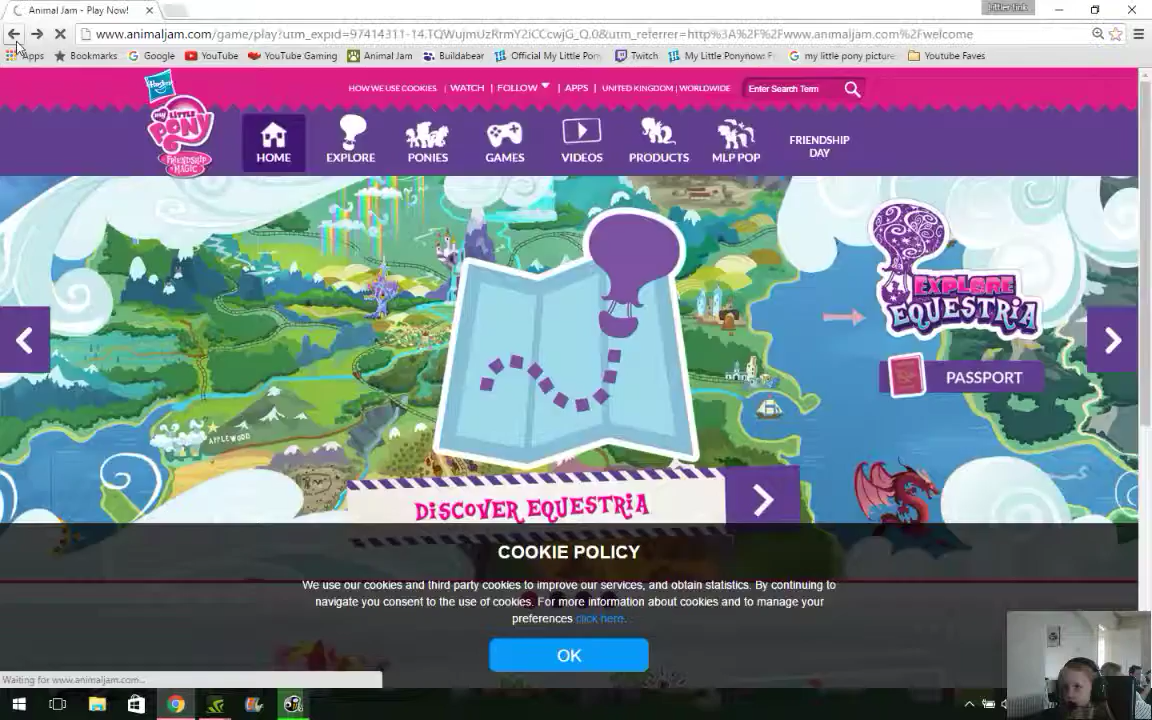 Animal Jam - Play Now!
Litter link
www.animaljam.com/game/play?utm_expid=97414311-14.TQWujmUzRrmY2iCCcwjG_Q.0&utm_referrer=http%3A%2F%2Fwww.animaljam.com%2Fwelcome
Apps Bookmarks Google YouTube YouTube Gaming Animal Jam Buildabear Official My Little Pon Twitch My Little Ponynow: F my little pony picture Youtube Faves
Hasbro
HOW WE USE COOKIES WATCH | FOLLOW | APPS | UNITED KINGDOM | WORLDWIDE Enter Search Term
my LITTLE PONY
FRIENDSHIP is MAGIC
HOME EXPLORE PONIES GAMES VIDEOS PRODUCTS MLP POP FRIENDSHIP DAY
EXPLORE EQUESTRIA
PASSPORT
APPLEWOOD
DISCOVER EQUESTRIA
COOKIE POLICY
We use our cookies and third party cookies to improve our services, and obtain statistics. By continuing to
navigate you consent to the use of cookies. For more information about cookies and to manage your
preferences click here.
OK
Waiting for www.animaljam.com...